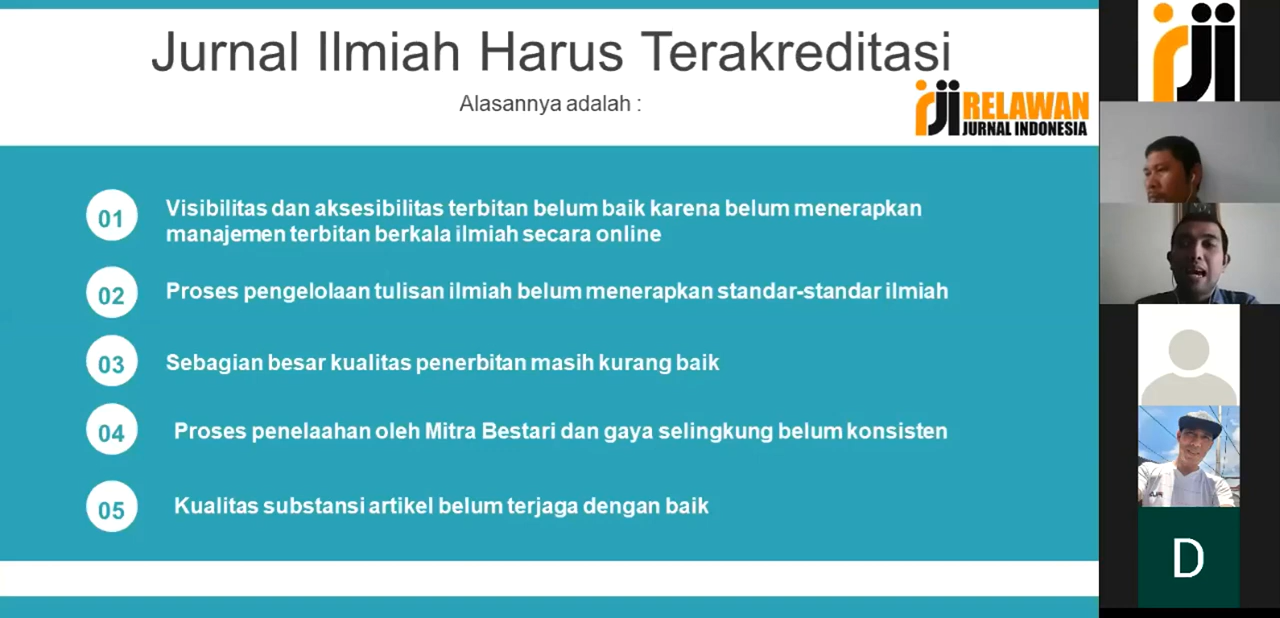 Jurnal Ilmiah Harus Terakreditasi
Alasannya adalah :
rji RELAWAN
JURNAL INDONESIA
01 Visibilitas dan aksesibilitas terbitan belum baik karena belum menerapkan
manajemen terbitan berkala ilmiah secara online
02 Proses pengelolaan tulisan ilmiah belum menerapkan standar-standar ilmiah
03 Sebagian besar kualitas penerbitan masih kurang baik
04 Proses penelaahan oleh Mitra Bestari dan gaya selingkung belum konsisten
05 Kualitas substansi artikel belum terjaga dengan baik
rji
D